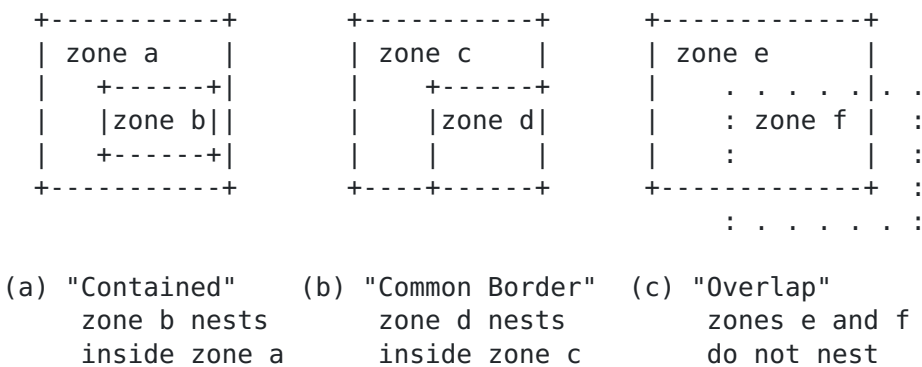 zone a zone c zone e
zone b zone d zone f
(a) "Contained" (b) "Common Border" (c) "Overlap"
zone b nests zone d nests zones e and f
inside zone a inside zone c do not nest